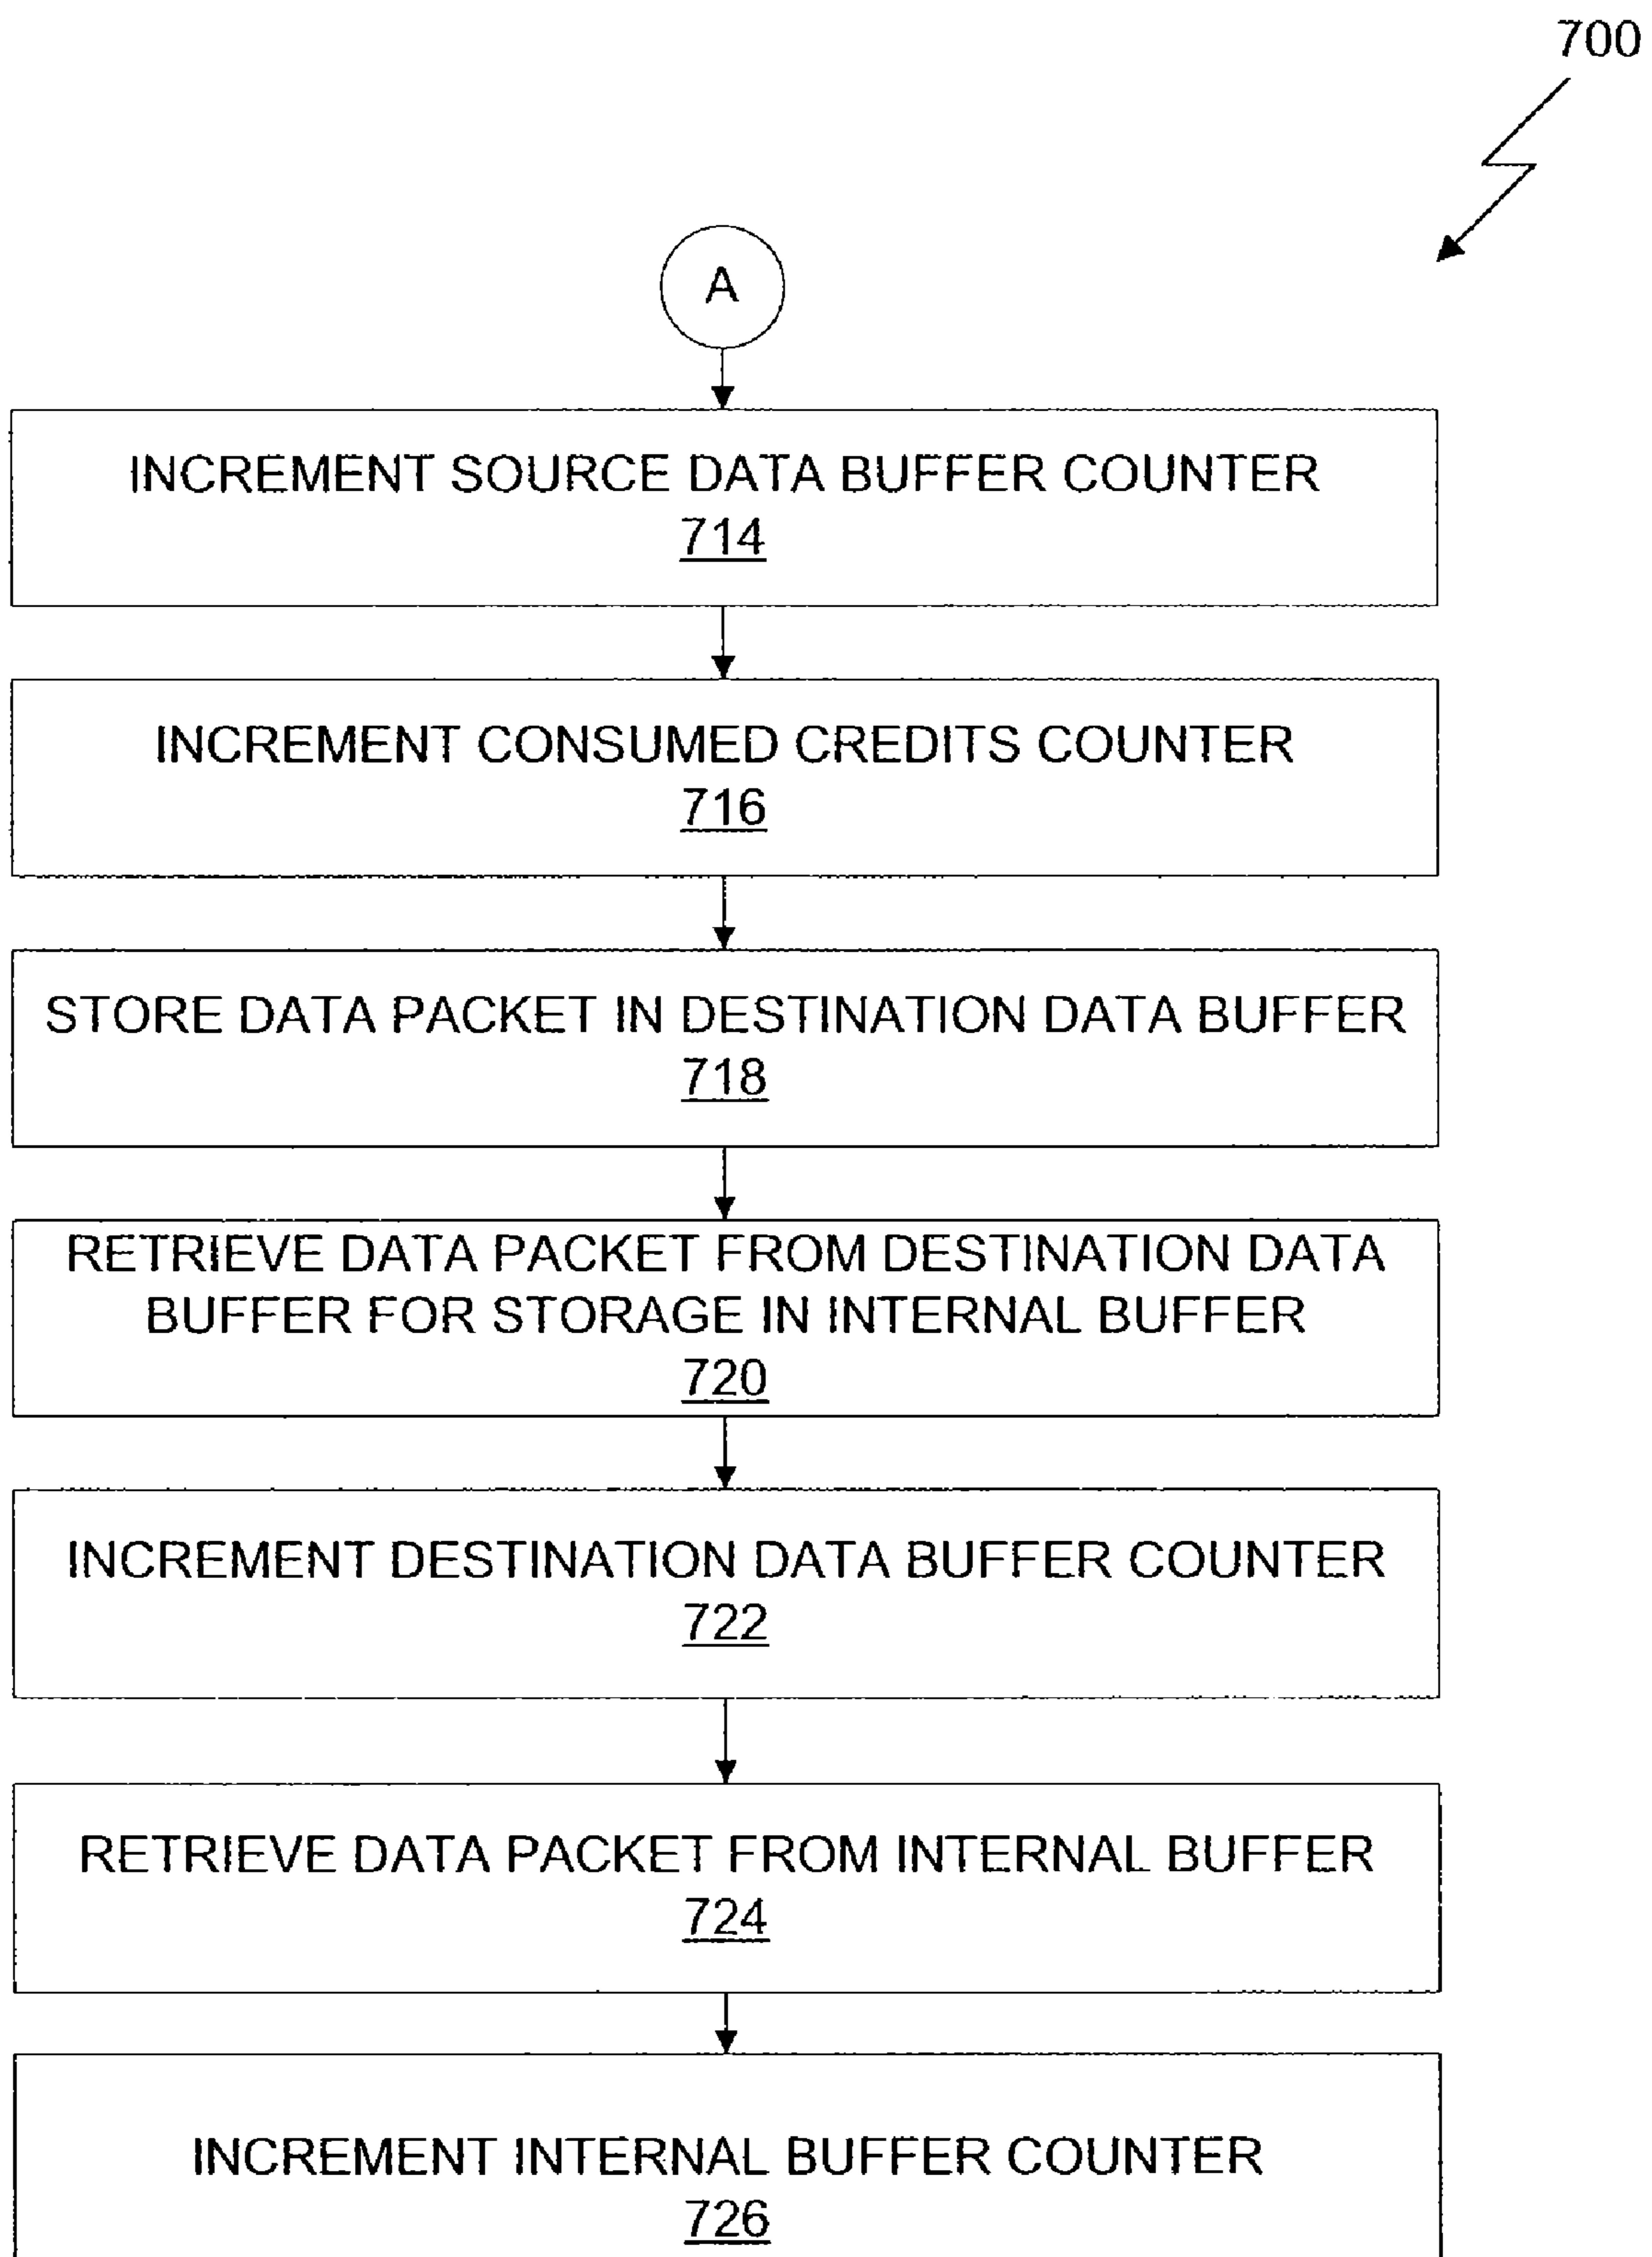 700
A
INCREMENT SOURCE DATA BUFFER COUNTER
714
INCREMENT CONSUMED CREDITS COUNTER
716
STORE DATA PACKET IN DESTINATION DATA BUFFER
718
RETRIEVE DATA PACKET FROM DESTINATION DATA
BUFFER FOR STORAGE IN INTERNAL BUFFER
720
INCREMENT DESTINATION DATA BUFFER COUNTER
722
RETRIEVE DATA PACKET FROM INTERNAL BUFFER
724
INCREMENT INTERNAL BUFFER COUNTER
726